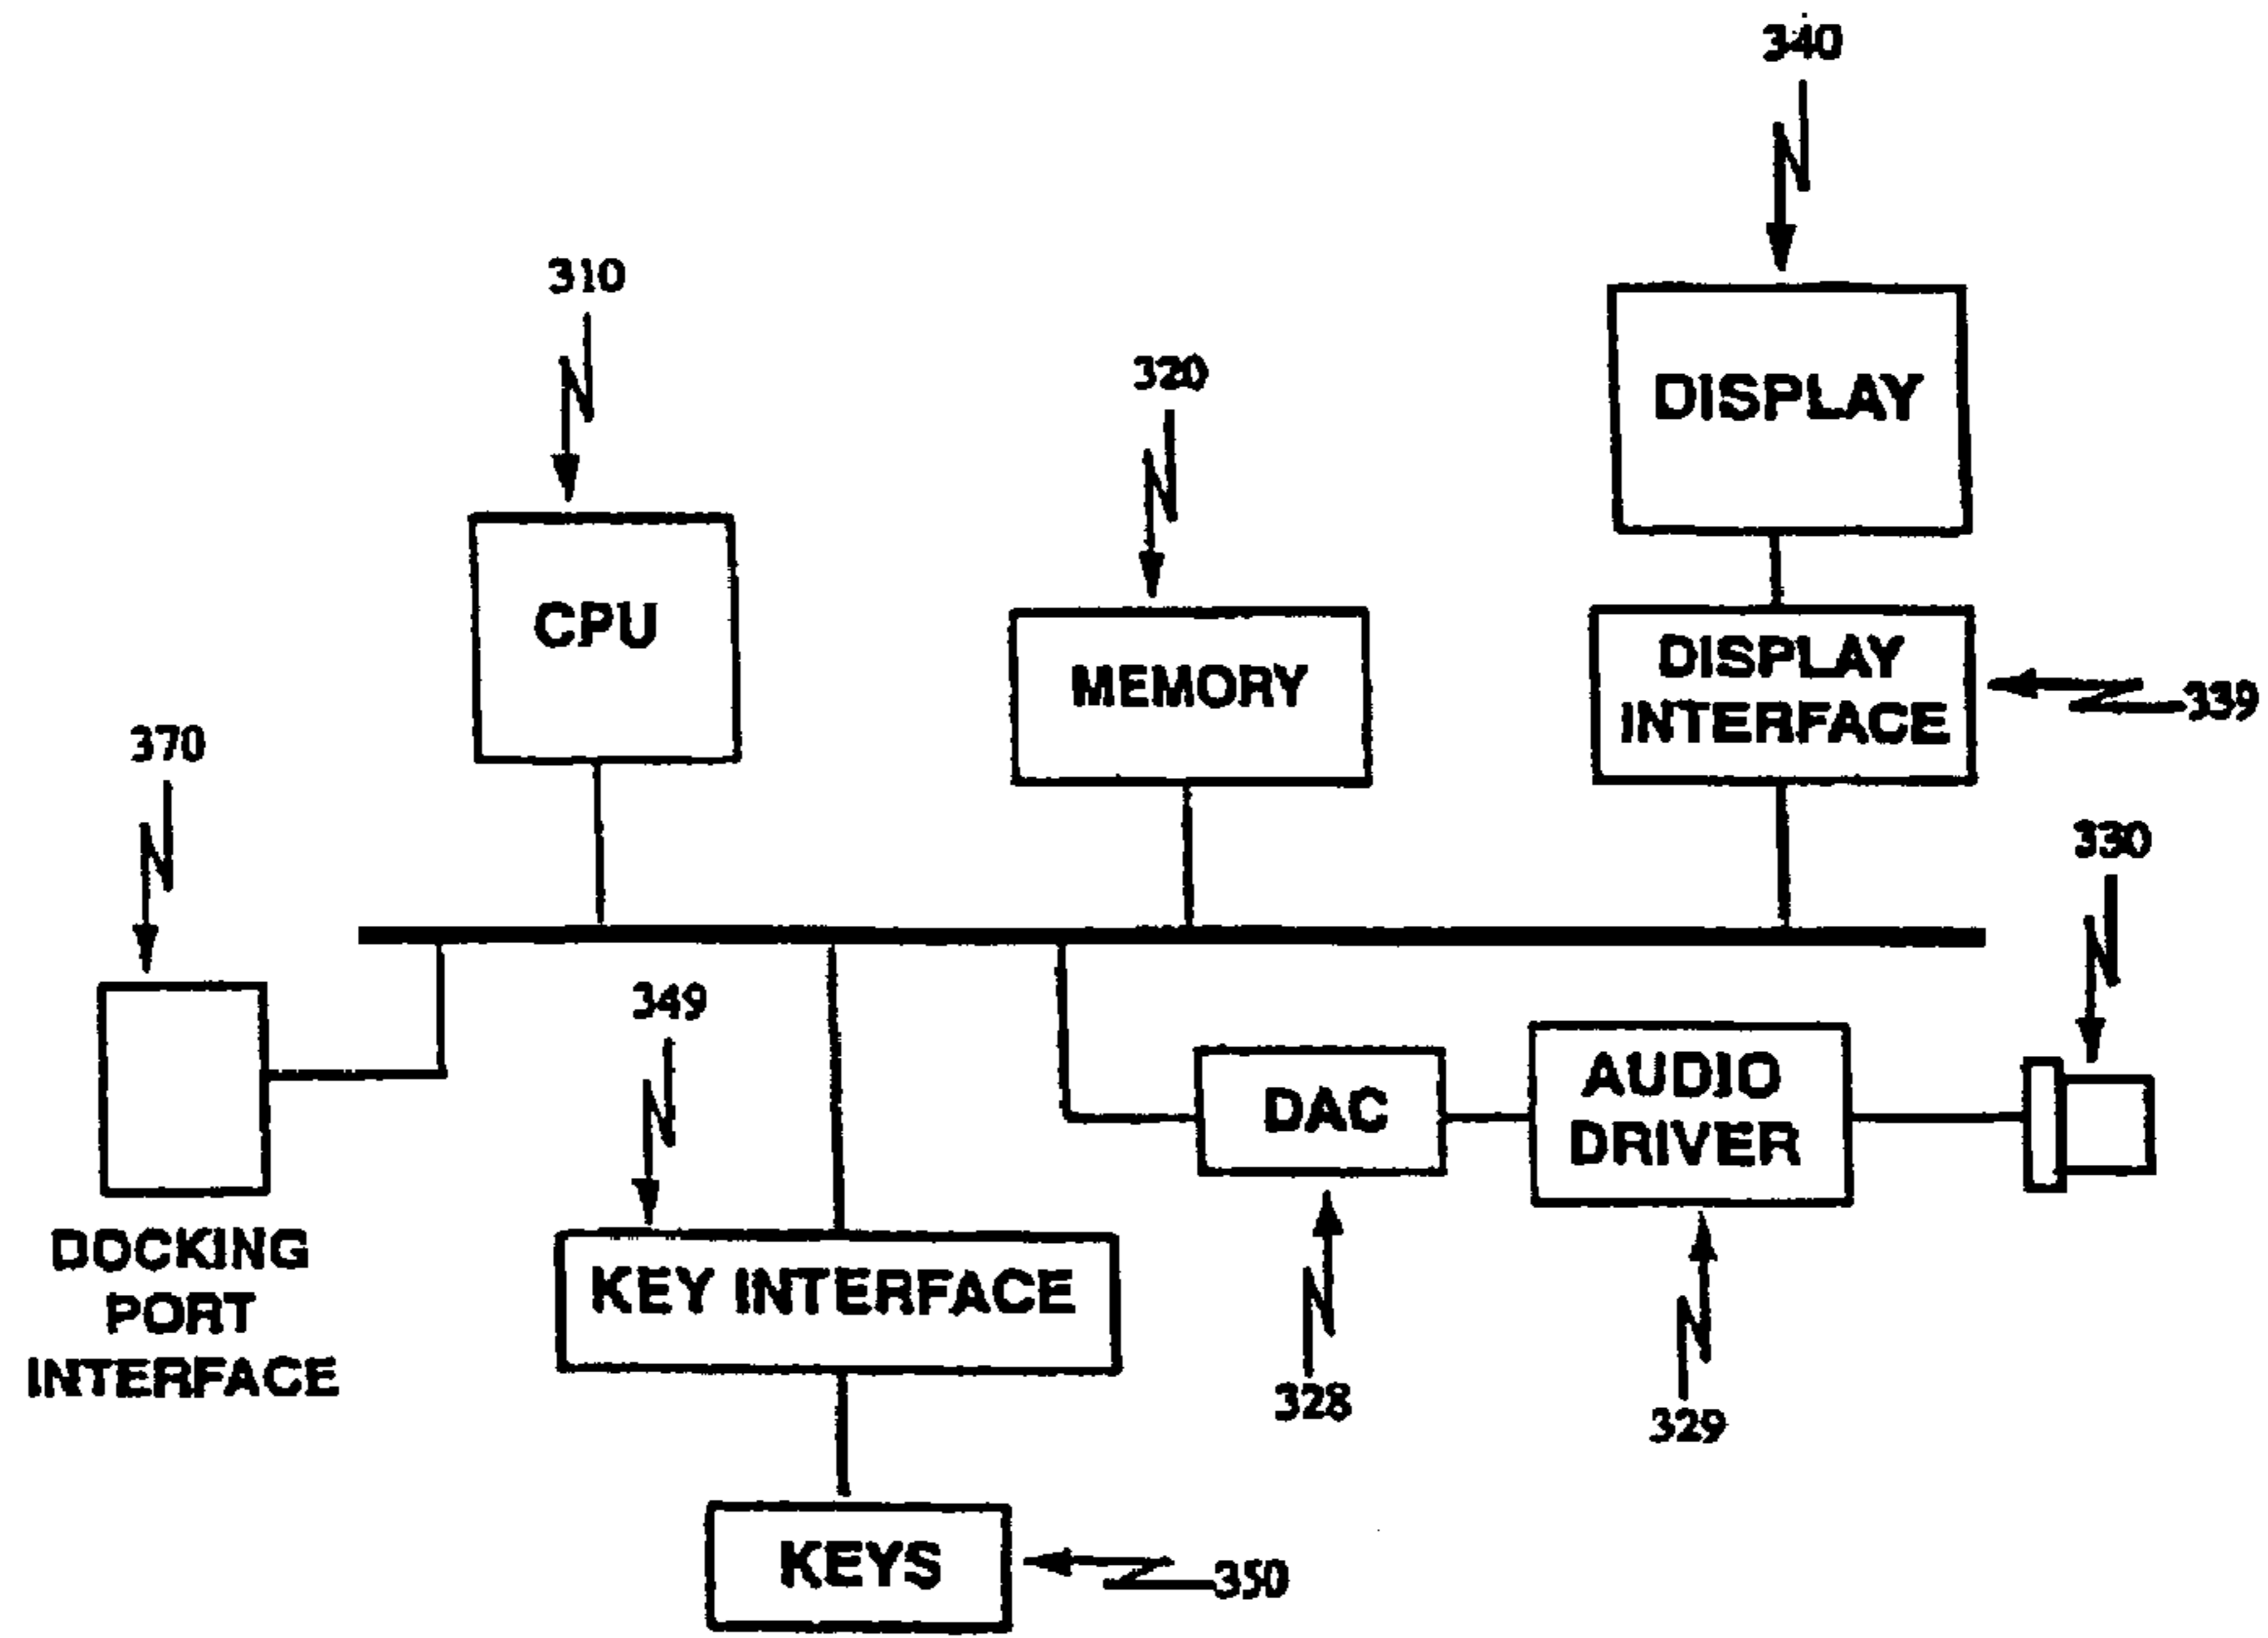 340
310
320
DISPLAY
CPU
MEMORY
DISPLAY
INTERFACE
339
370
330
349
DAC
AUDIO
DRIVER
DOCKING
PORT
INTERFACE
KEY INTERFACE
328
329
KEYS
350